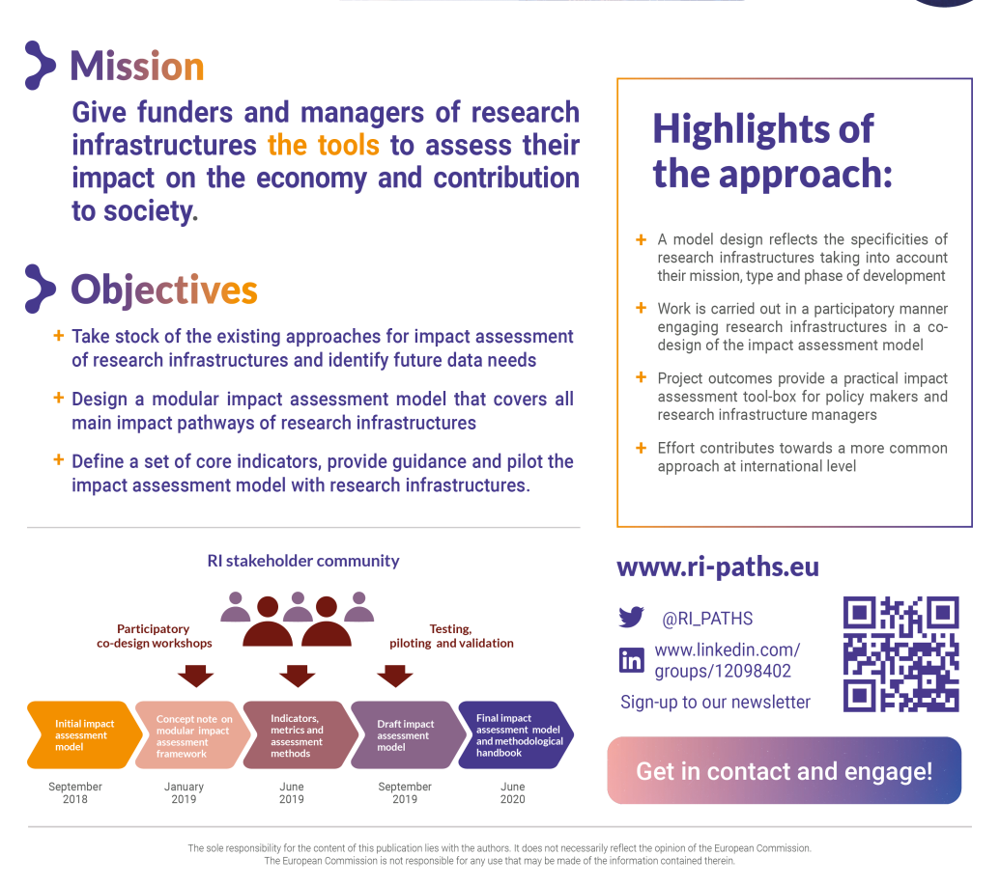 Mission
Give funders and managers of research
infrastructures the tools to assess their
impact on the economy and contribution
to society.
Objectives
+ Take stock of the existing approaches for impact assessment
of research infrastructures and identify future data needs
+ Design a modular impact assessment model that covers all
main impact pathways of research infrastructures
+ Define a set of core indicators, provide guidance and pilot the
impact assessment model with research infrastructures.
Highlights of
the approach:
+ A model design reflects the specificities of
research infrastructures taking into account
their mission, type and phase of development
+ Work is carried out in a participatory manner
engaging research infrastructures in a co-
design of the impact assessment model
+ Project outcomes provide a practical impact
assessment tool-box for policy makers and
research infrastructure managers
+ Effort contributes towards a more common
approach at international level
RI stakeholder community
Participatory
co-design workshops
Testing,
piloting and validation
Initial impact
assessment
model
Concept note on
modular impact
assessment
framework
Indicators,
metrics and
assessment
methods
Draft impact
assessment
model
Final impact
assessment model
and methodological
handbook
September
2018
January
2019
June
2019
September
2019
June
2020
www.ri-paths.eu
@RI_PATHS
in
www.linkedin.com/
groups/12098402
Sign-up to our newsletter
Get in contact and engage!
The sole responsibility for the content of this publication lies with the authors. It does not necessarily reflect the opinion of the European Commission.
The European Commission is not responsible for any use that may be made of the information contained therein.